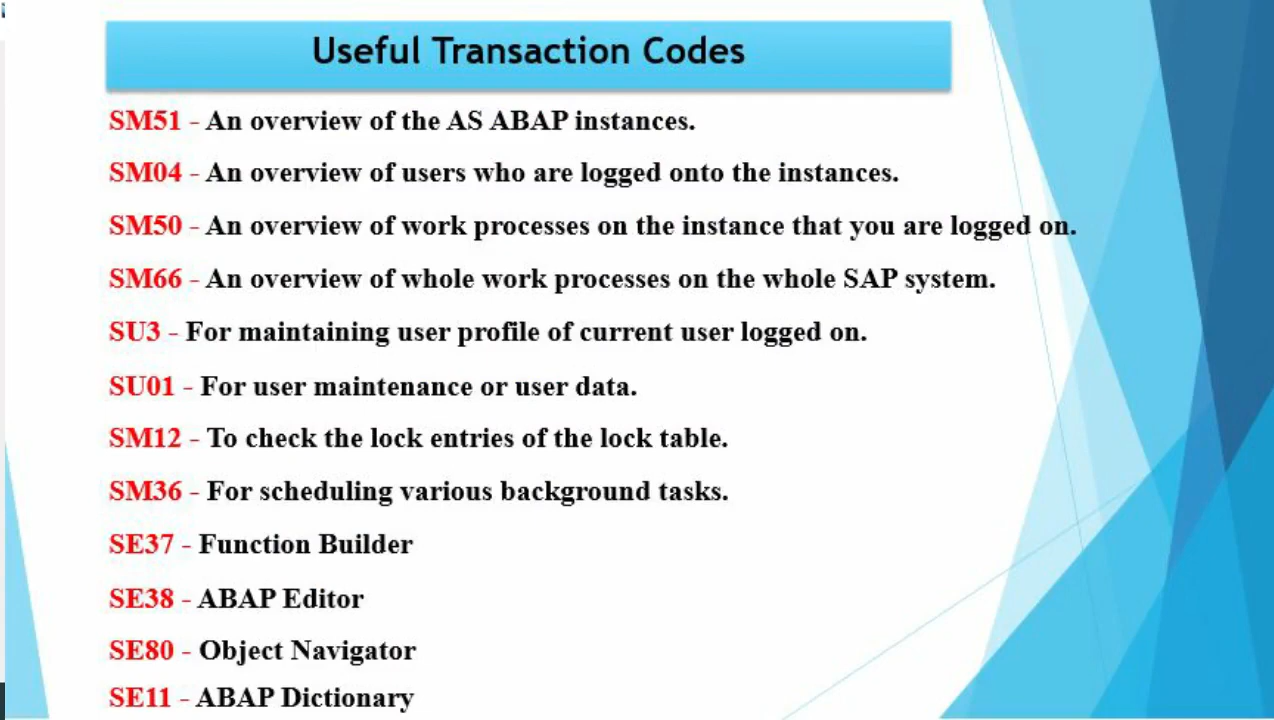 Useful Transaction Codes
SM51 - An overview of the AS ABAP instances.
SM04 - An overview of users who are logged onto the instances.
SM50 - An overview of work processes on the instance that you are logged on.
SM66 - An overview of whole work processes on the whole SAP system.
SU3 - For maintaining user profile of current user logged on.
SU01 - For user maintenance or user data.
SM12 - To check the lock entries of the lock table.
SM36 - For scheduling various background tasks.
SE37 - Function Builder
SE38 - ABAP Editor
SE80 - Object Navigator
SE11 - ABAP Dictionary